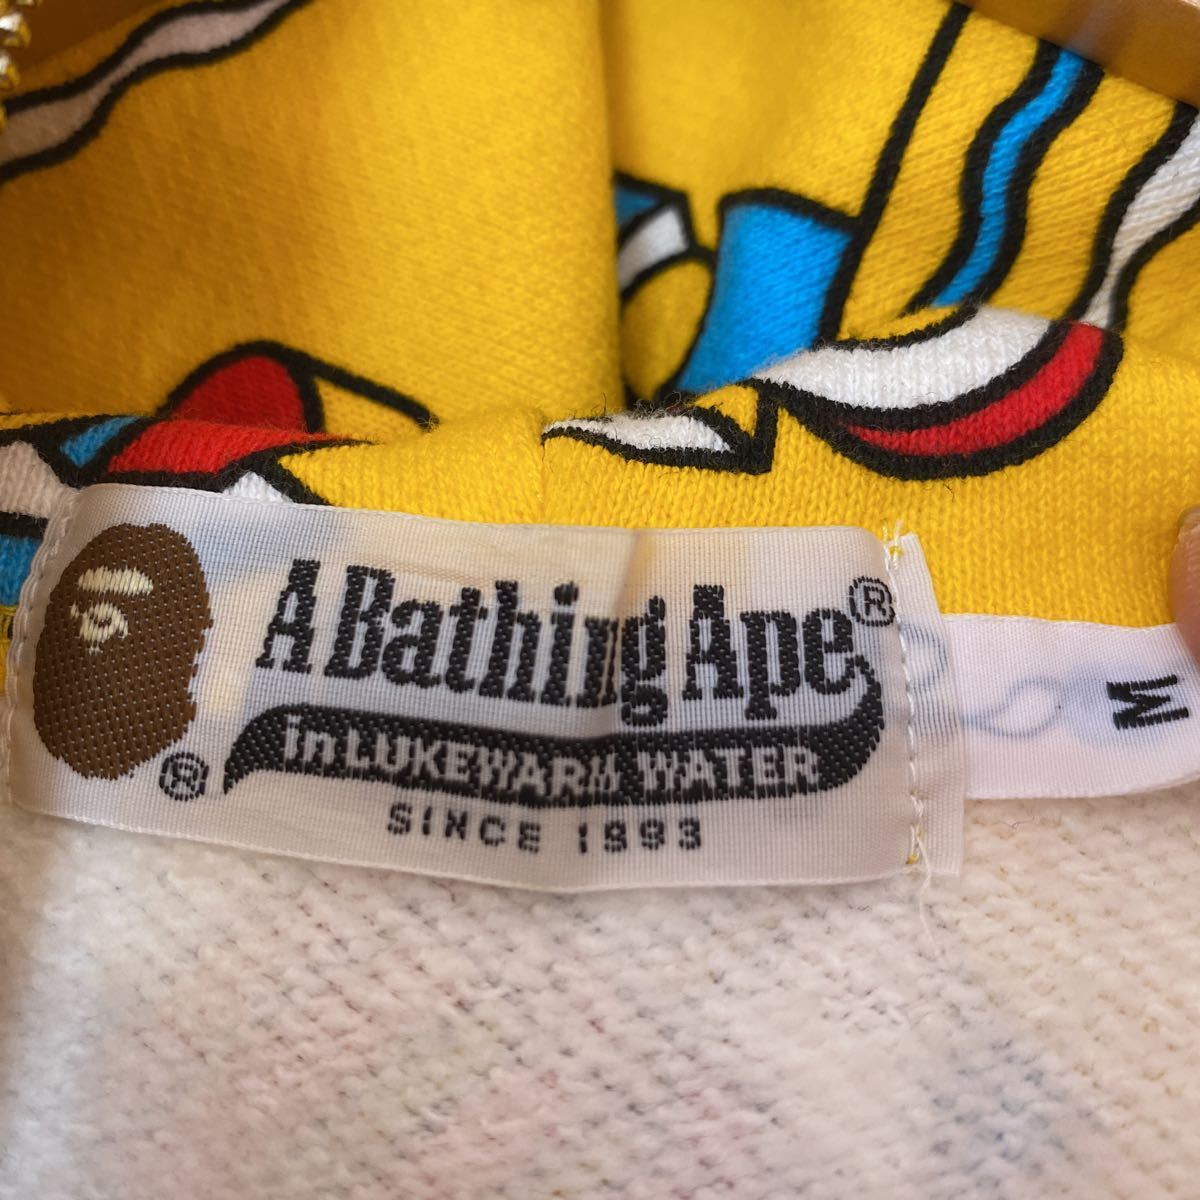 A Bathing Ape®
in LUKEWARM WATER
SINCE 1993
®
M